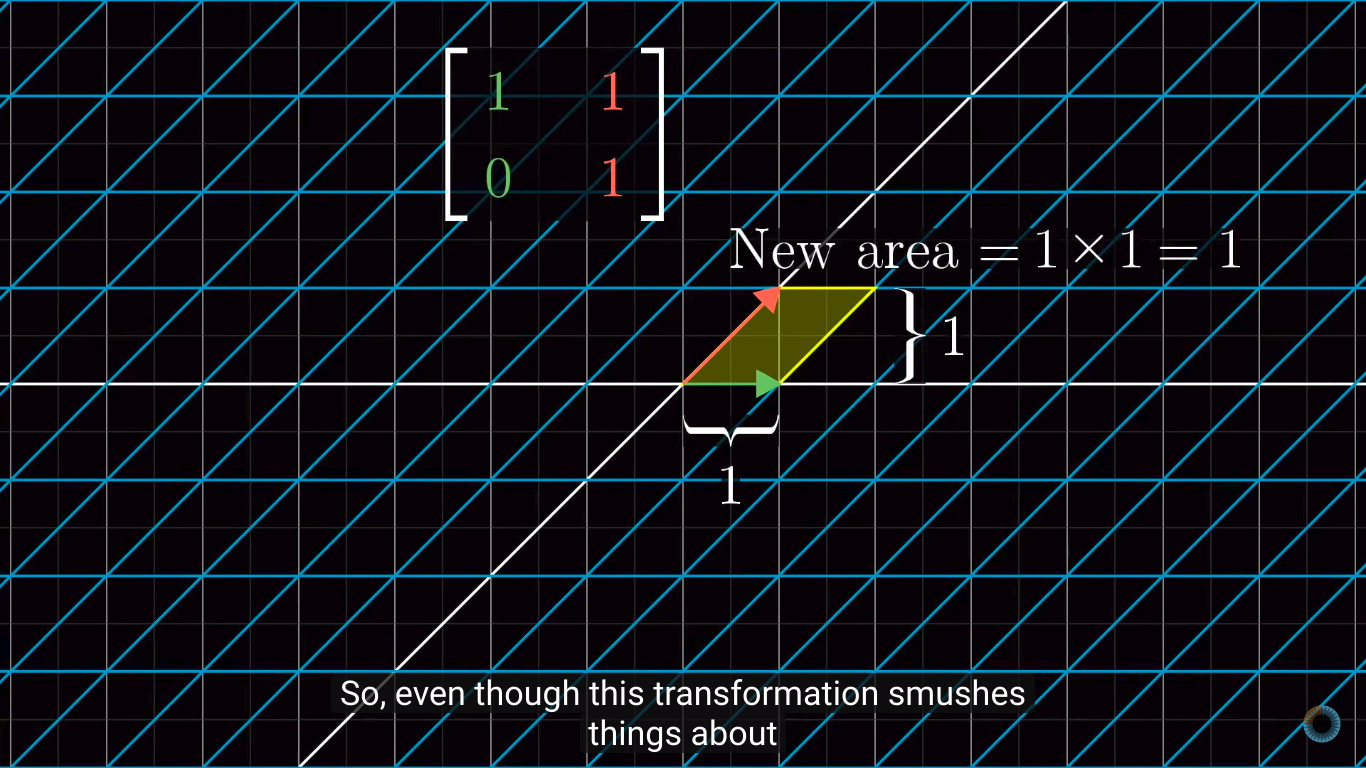 1 1
0 1
New area = 1 × 1 = 1
1
1
So, even though this transformation smushes
things about